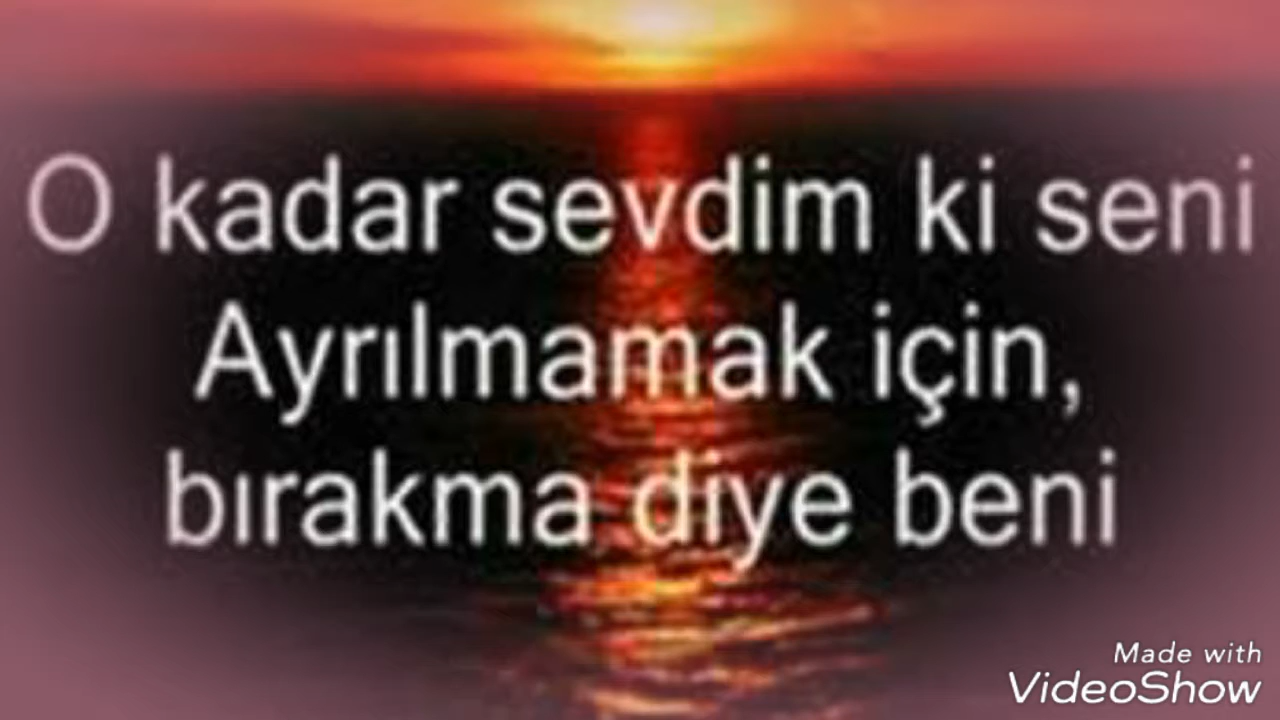 O kadar sevdim ki seni
Ayrılmamak için,
bırakma diye beni
Made with
VideoShow